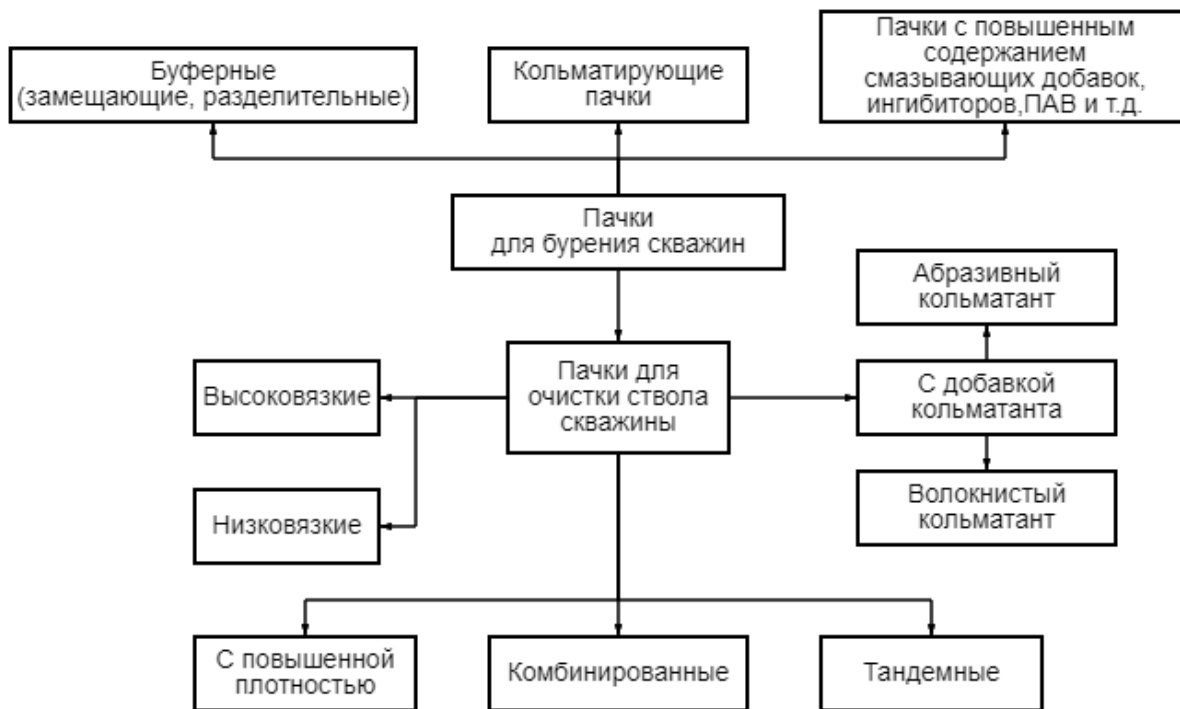 Буферные
(замещающие, разделительные)
Кольматирующие
пачки
Пачки с повышенным
содержанием
смазывающих добавок,
ингибиторов,ПАВ и т.д.
Пачки
для бурения скважин
Абразивный
кольматант
Высоковязкие
Пачки для
очистки ствола
скважины
С добавкой
кольматанта
Низковязкие
Волокнистый
кольматант
С повышенной
плотностью
Комбинированные
Тандемные